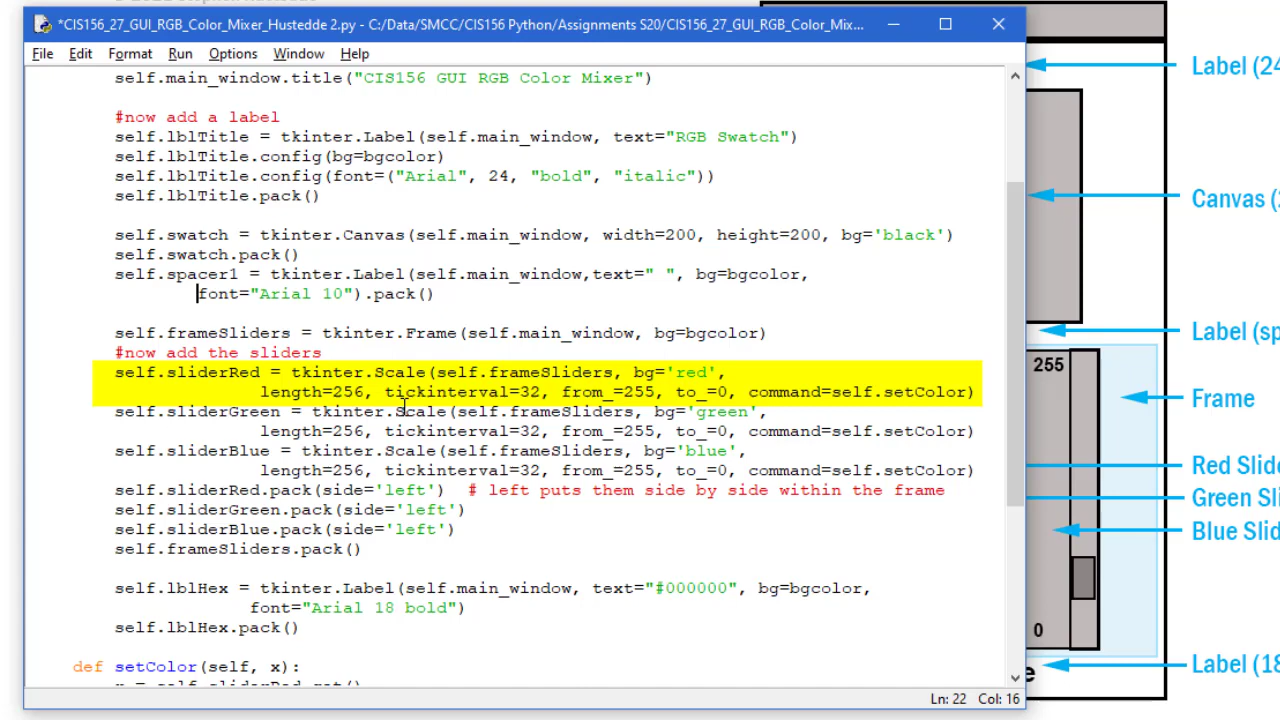 *CIS156_27_GUI_RGB_Color_Mixer_Hustedde 2.py - C:/Data/SMCC/CIS156 Python/Assignments S20/CIS156_27_GUI_RGB_Color_Mix...
File Edit Format Run Options Window Help
self.main_window.title("CIS156 GUI RGB Color Mixer")
#now add a label
self.lblTitle = tkinter.Label(self.main_window, text="RGB Swatch")
self.lblTitle.config(bg=bgcolor)
self.lblTitle.config(font=("Arial", 24, "bold", "italic"))
self.lblTitle.pack()
self.swatch = tkinter.Canvas(self.main_window, width=200, height=200, bg='black')
self.swatch.pack()
self.spacer1 = tkinter.Label(self.main_window,text=" ", bg=bgcolor,
font="Arial 10").pack()
self.frameSliders = tkinter.Frame(self.main_window, bg=bgcolor)
#now add the sliders
self.sliderRed = tkinter.Scale(self.frameSliders, bg='red',
length=256, tickinterval=32, from_=255, to_=0, command=self.setColor)
self.sliderGreen = tkinter.Scale(self.frameSliders, bg='green',
length=256, tickinterval=32, from_=255, to_=0, command=self.setColor)
self.sliderBlue = tkinter.Scale(self.frameSliders, bg='blue',
length=256, tickinterval=32, from_=255, to_=0, command=self.setColor)
self.sliderRed.pack(side='left') # left puts them side by side within the frame
self.sliderGreen.pack(side='left')
self.sliderBlue.pack(side='left')
self.frameSliders.pack()
self.lblHex = tkinter.Label(self.main_window, text="#000000", bg=bgcolor,
font="Arial 18 bold")
self.lblHex.pack()
def setColor(self, x):
Ln: 22 Col: 16
Label (24
Canvas (
Label (sp
255
Frame
Red Slide
Green Sli
Blue Slid
0
Label (18
e